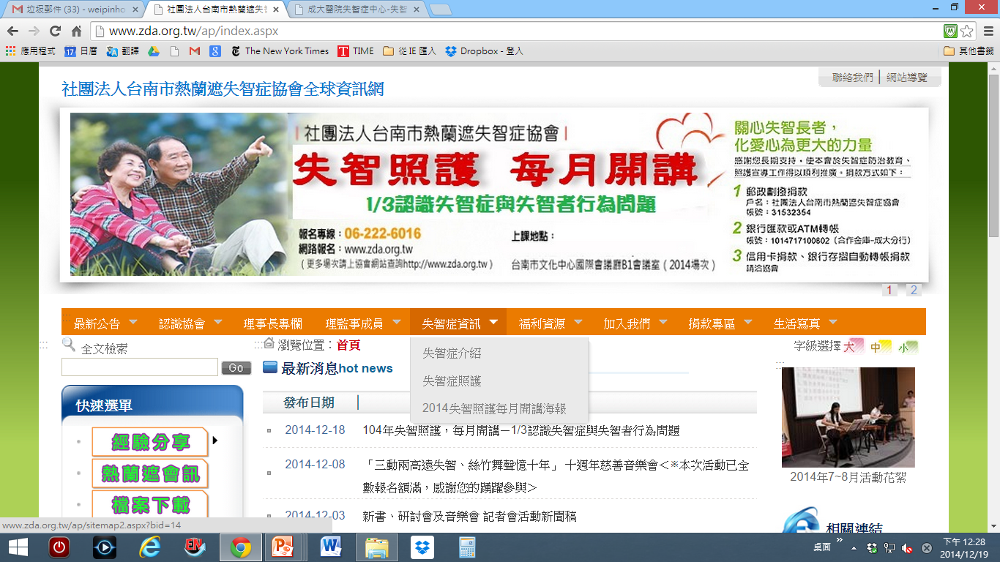 垃圾郵件 (33) - weipinho
社團法人台南市熱蘭遮失智
成大醫院失智症中心-失智
www.zda.org.tw/ap/index.aspx
應用程式 17 日曆 翻譯 The New York Times TIME 從 IE 匯入 Dropbox - 登入 其他書籤
聯絡我們 | 網站導覽
社團法人台南市熱蘭遮失智症協會全球資訊網
社團法人台南市熱蘭遮失智症協會
失智照護 每月開講
1/3認識失智症與失智者行為問題
報名專線：06-222-6016
網路報名：www.zda.org.tw
（更多場次請上協會網站查詢http://www.zda.org.tw）
上課地點：
台南市文化中心國際會議廳B1會議室（2014場次）
關心失智長者，
化愛心為更大的力量
感謝您長期支持，使本會於失智症防治教育、
照護宣導工作得以順利推廣。捐款方式如下：
1 郵政劃撥捐款
戶名：社團法人台南市熱蘭遮失智症協會
帳號：31532354
2 銀行匯款或ATM轉帳
帳號：1014717100802（合作金庫-成大分行）
3 信用卡捐款、銀行存摺自動轉帳捐款
請洽協會
1 2
::: 最新公告 認識協會 理事長專欄 理監事成員 失智症資訊 福利資源 加入我們 捐款專區 生活寫真
失智症介紹
失智症照護
2014失智照護每月開講海報
::: 全文檢索
Go
::: 瀏覽位置：首頁
字級選擇 大 中 小
最新消息hot news
快速選單
經驗分享
熱蘭遮會訊
檔案下載
發布日期
2014-12-18 104年失智照護，每月開講－1/3認識失智症與失智者行為問題
2014-12-08 「三動兩高遠失智、絲竹舞聲憶十年」 十週年慈善音樂會＜※本次活動已全
數報名額滿，感謝您的踴躍參與＞
2014-12-03 新書、研討會及音樂會 記者會活動新聞稿
:::
2014年7~8月活動花絮
相關連結
www.zda.org.tw/ap/sitemap2.aspx?bid=14
桌面
下午 12:28
2014/12/19